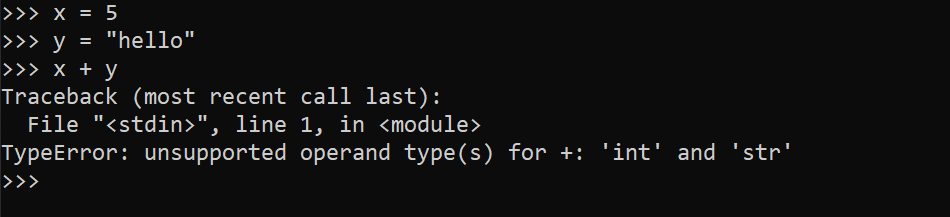 >>> x = 5
>>> y = "hello"
>>> x + y
Traceback (most recent call last):
  File "<stdin>", line 1, in <module>
TypeError: unsupported operand type(s) for +: 'int' and 'str'
>>>